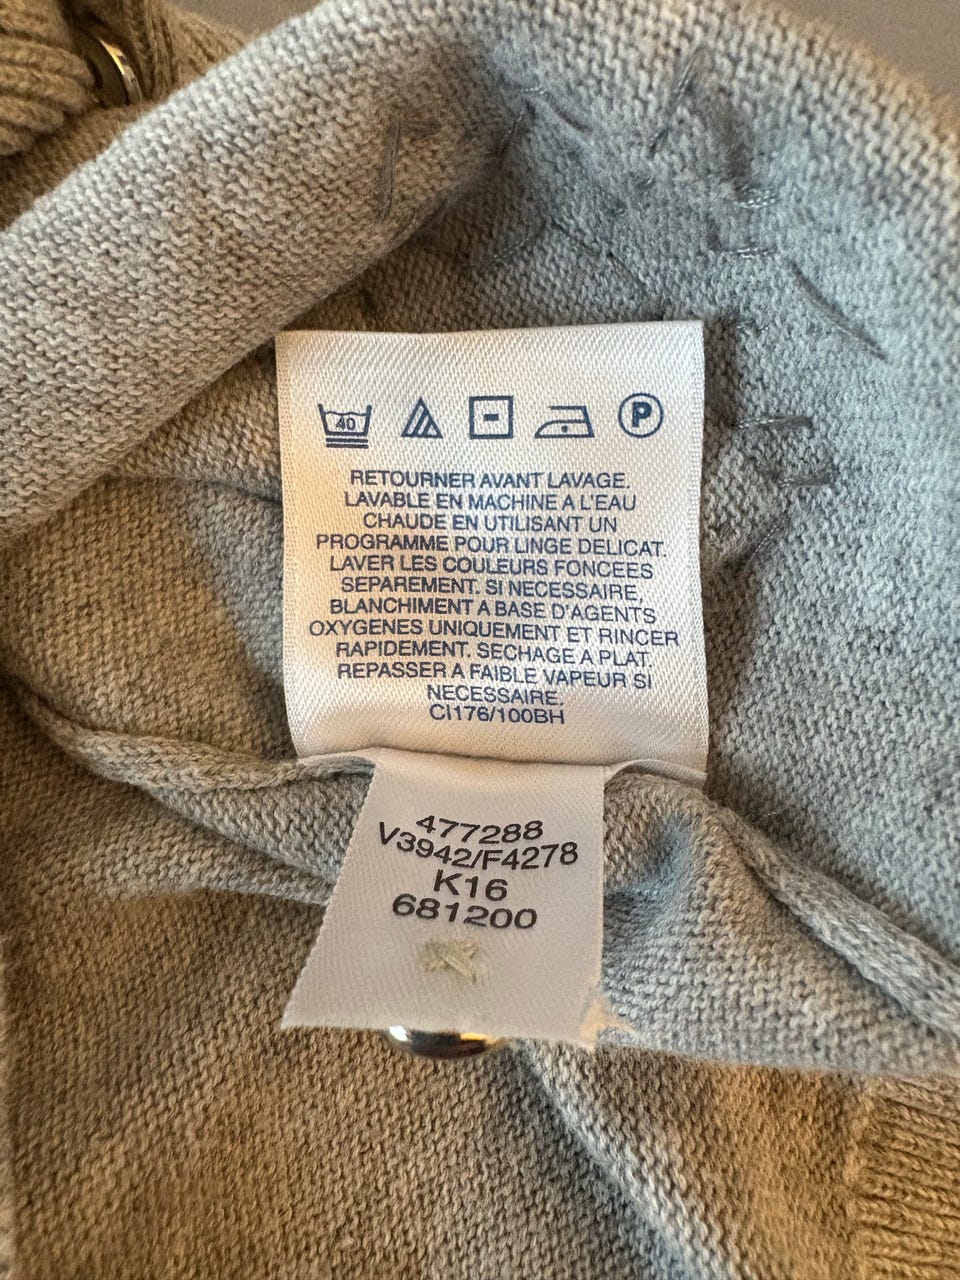 40 P
RETOURNER AVANT LAVAGE.
LAVABLE EN MACHINE A L'EAU
CHAUDE EN UTILISANT UN
PROGRAMME POUR LINGE DELICAT.
LAVER LES COULEURS FONCEES
SEPAREMENT. SI NECESSAIRE,
BLANCHIMENT A BASE D'AGENTS
OXYGENES UNIQUEMENT ET RINCER
RAPIDEMENT. SECHAGE A PLAT.
REPASSER A FAIBLE VAPEUR SI
NECESSAIRE.
CI176/100BH
477288
V3942/F4278
K16
681200